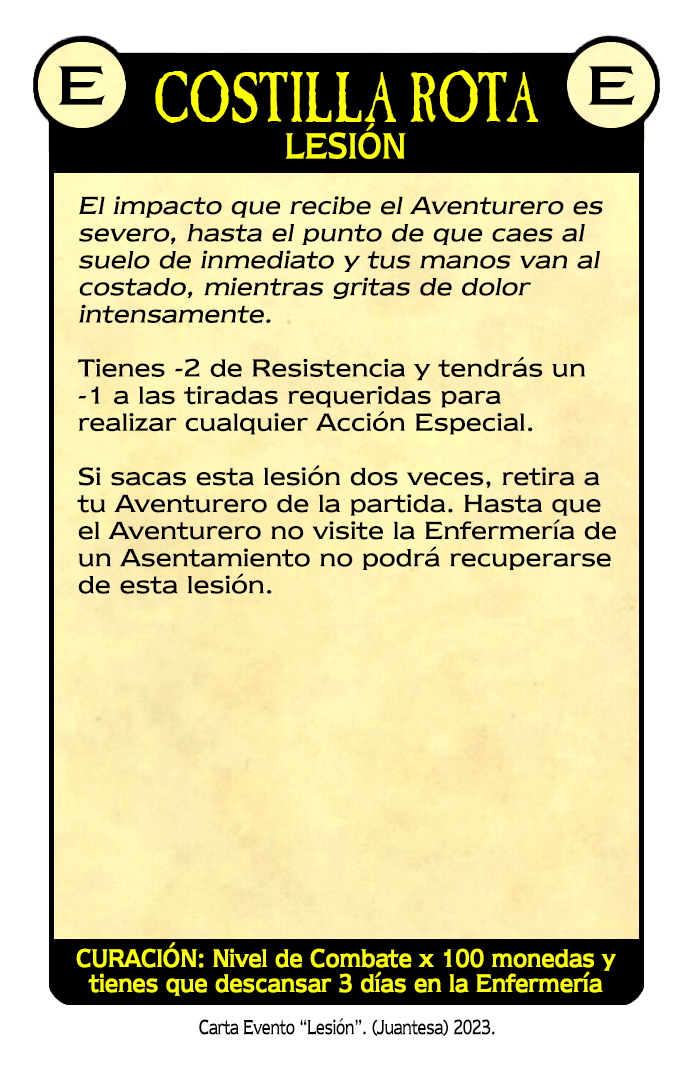 E
E
COSTILLA ROTA
LESIÓN
El impacto que recibe el Aventurero es
severo, hasta el punto de que caes al
suelo de inmediato y tus manos van al
costado, mientras gritas de dolor
intensamente.
Tienes -2 de Resistencia y tendrás un
-1 a las tiradas requeridas para
realizar cualquier Acción Especial.
Si sacas esta lesión dos veces, retira a
tu Aventurero de la partida. Hasta que
el Aventurero no visite la Enfermería de
un Asentamiento no podrá recuperarse
de esta lesión.
CURACIÓN: Nivel de Combate x 100 monedas y
tienes que descansar 3 días en la Enfermería
Carta Evento “Lesión”. (Juantesa) 2023.